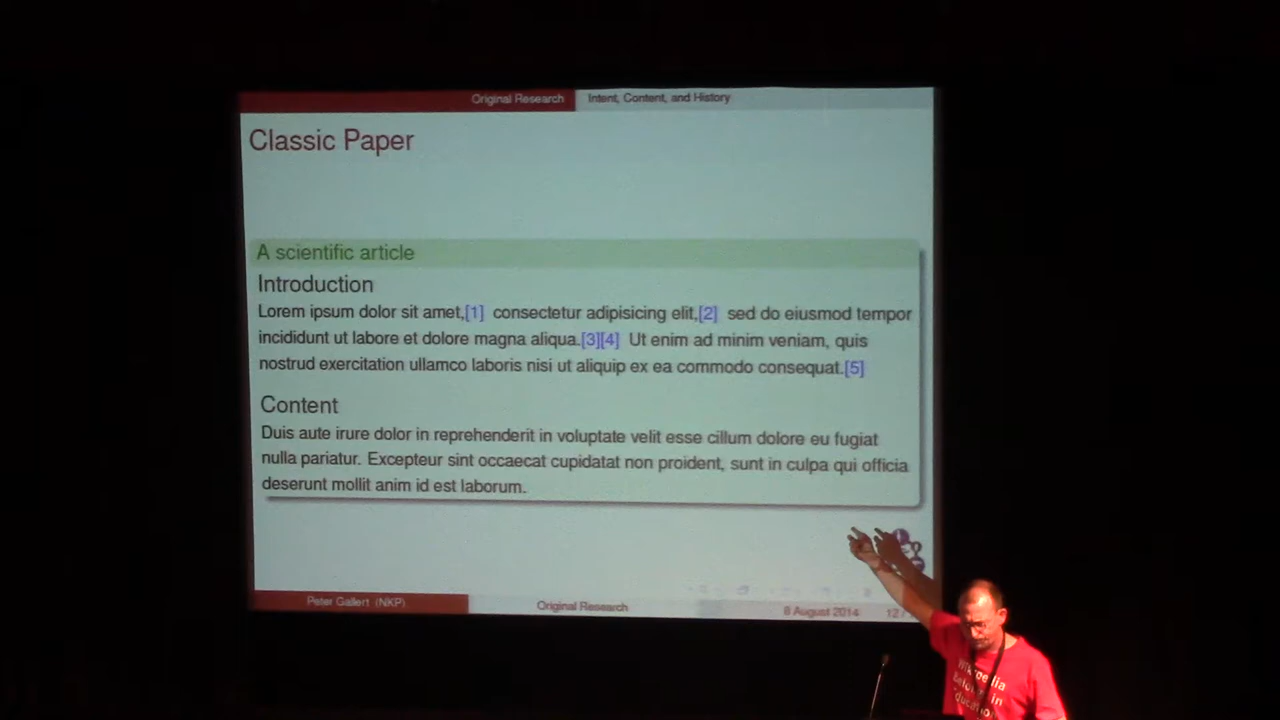 Original Research Intent, Content, and History
Classic Paper
A scientific article
Introduction
Lorem ipsum dolor sit amet,[1] consectetur adipisicing elit,[2] sed do eiusmod tempor
incididunt ut labore et dolore magna aliqua.[3][4] Ut enim ad minim veniam, quis
nostrud exercitation ullamco laboris nisi ut aliquip ex ea commodo consequat.[5]
Content
Duis aute irure dolor in reprehenderit in voluptate velit esse cillum dolore eu fugiat
nulla pariatur. Excepteur sint occaecat cupidatat non proident, sunt in culpa qui officia
deserunt mollit anim id est laborum.
Peter Gallert (NKP) Original Research 8 August 2014 12
Wikipedia
Belongs in
Education